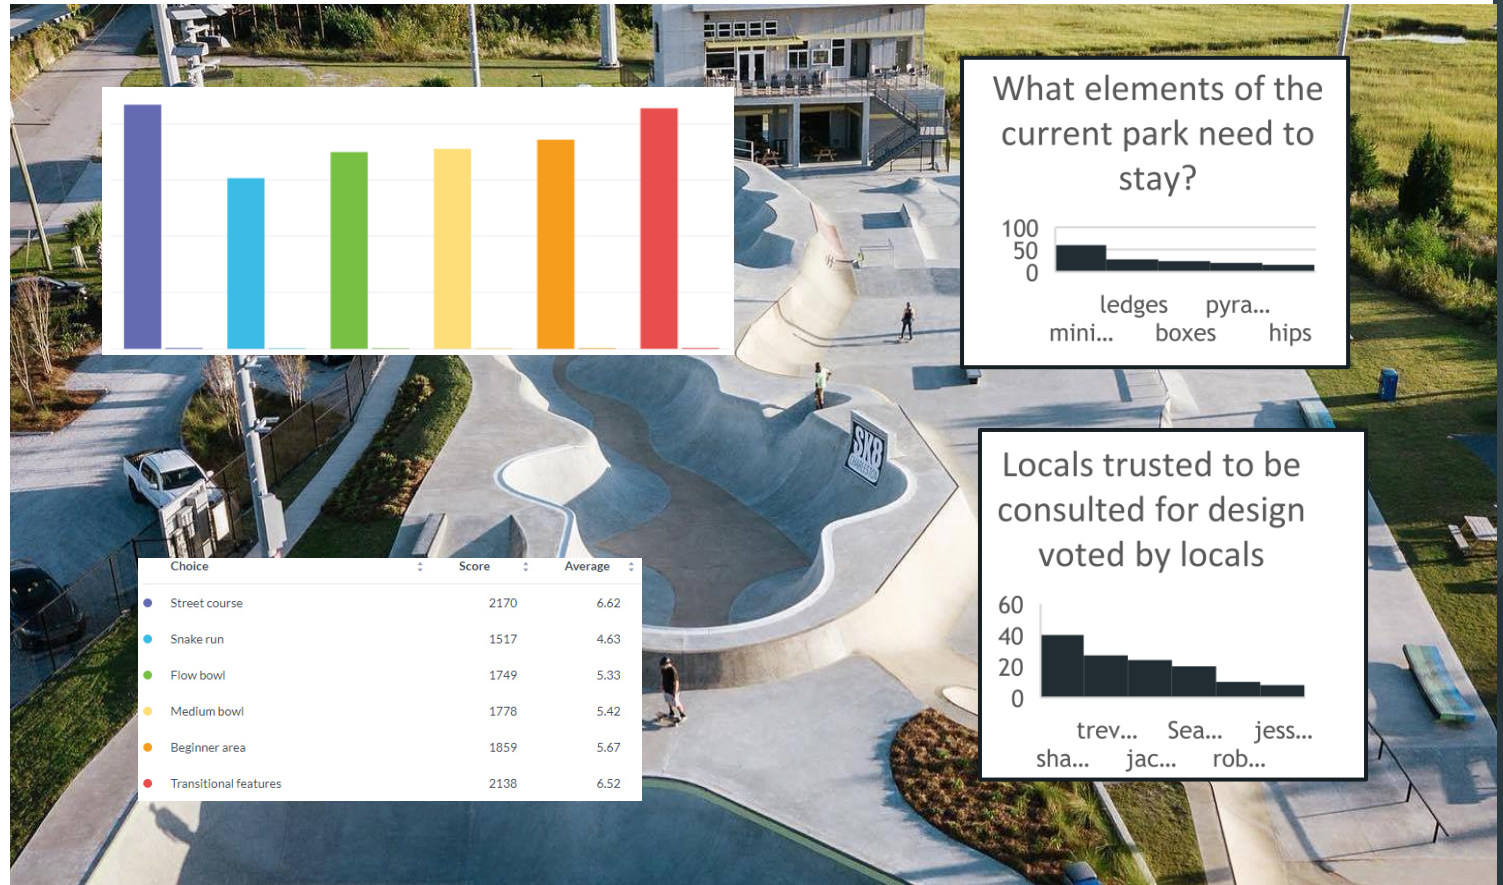 What elements of the
current park need to
stay?
100
50
0
ledges pyra...
mini... boxes hips
SK8
CHARLESTON
Locals trusted to be
consulted for design
voted by locals
60
40
20
0
trev... Sea... jess...
sha... jac... rob...
Choice Score Average
Street course 2170 6.62
Snake run 1517 4.63
Flow bowl 1749 5.33
Medium bowl 1778 5.42
Beginner area 1859 5.67
Transitional features 2138 6.52